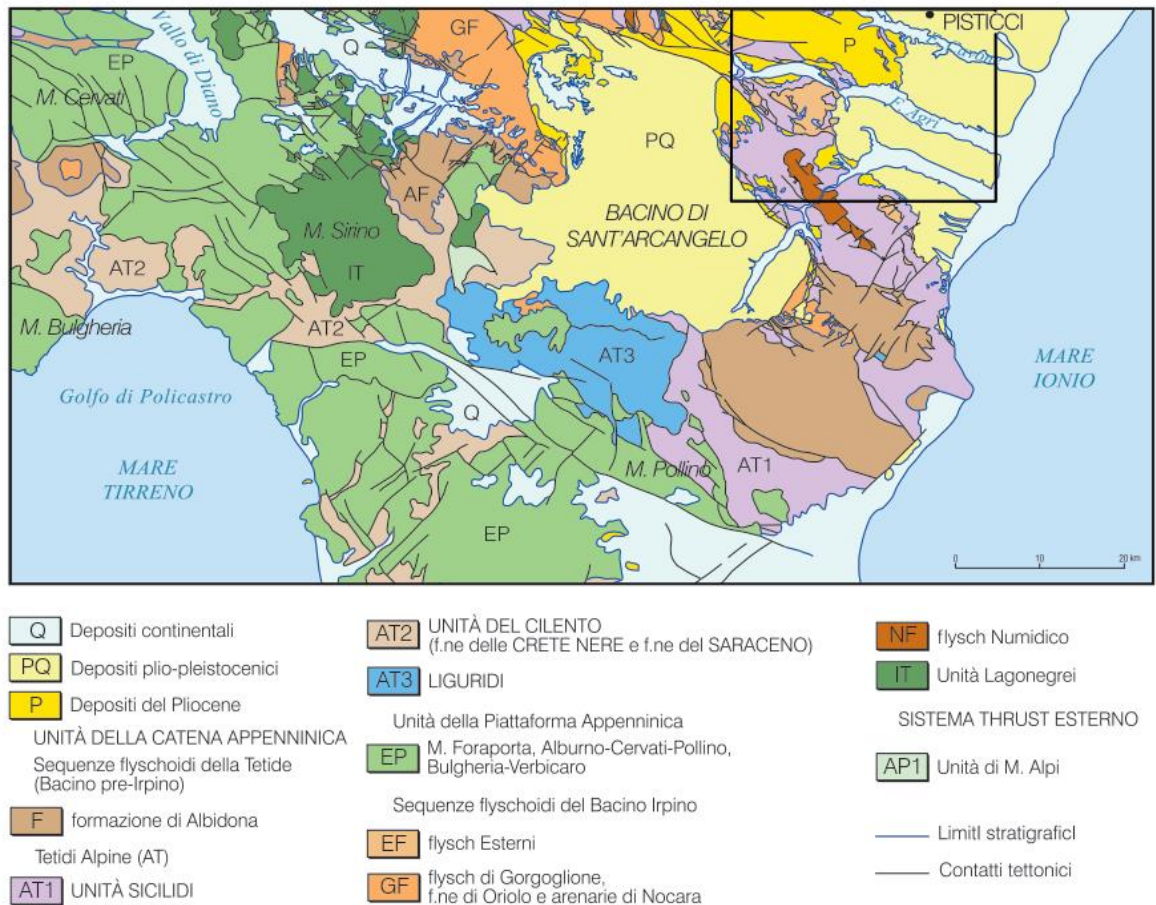 PISTICCI
Vallo di Diano
Q
GF
P
EP
M. Cervati
F. Agri
PQ
AF
BACINO DI
SANT'ARCANGELO
M. Sirino
IT
AT2
M. Bulgheria
AT2
AT3
MARE
IONIO
EP
Golfo di Policastro
Q
M. Pollino
AT1
MARE
TIRRENO
EP
0 10 20 km
Q Depositi continentali
PQ Depositi plio-pleistocenici
P Depositi del Pliocene
UNITÀ DELLA CATENA APPENNINICA
Sequenze flyschoidi della Tetide
(Bacino pre-Irpino)
F formazione di Albidona
Tetidi Alpine (AT)
AT1 UNITÀ SICILIDI
AT2 UNITÀ DEL CILENTO
(f.ne delle CRETE NERE e f.ne del SARACENO)
AT3 LIGURIDI
Unità della Piattaforma Appenninica
EP M. Foraporta, Alburno-Cervati-Pollino,
Bulgheria-Verbicaro
Sequenze flyschoidi del Bacino Irpino
EF flysch Esterni
GF flysch di Gorgoglione,
f.ne di Oriolo e arenarie di Nocara
NF flysch Numidico
IT Unità Lagonegrei
SISTEMA THRUST ESTERNO
AP1 Unità di M. Alpi
LimitI stratigraficI
Contatti tettonici